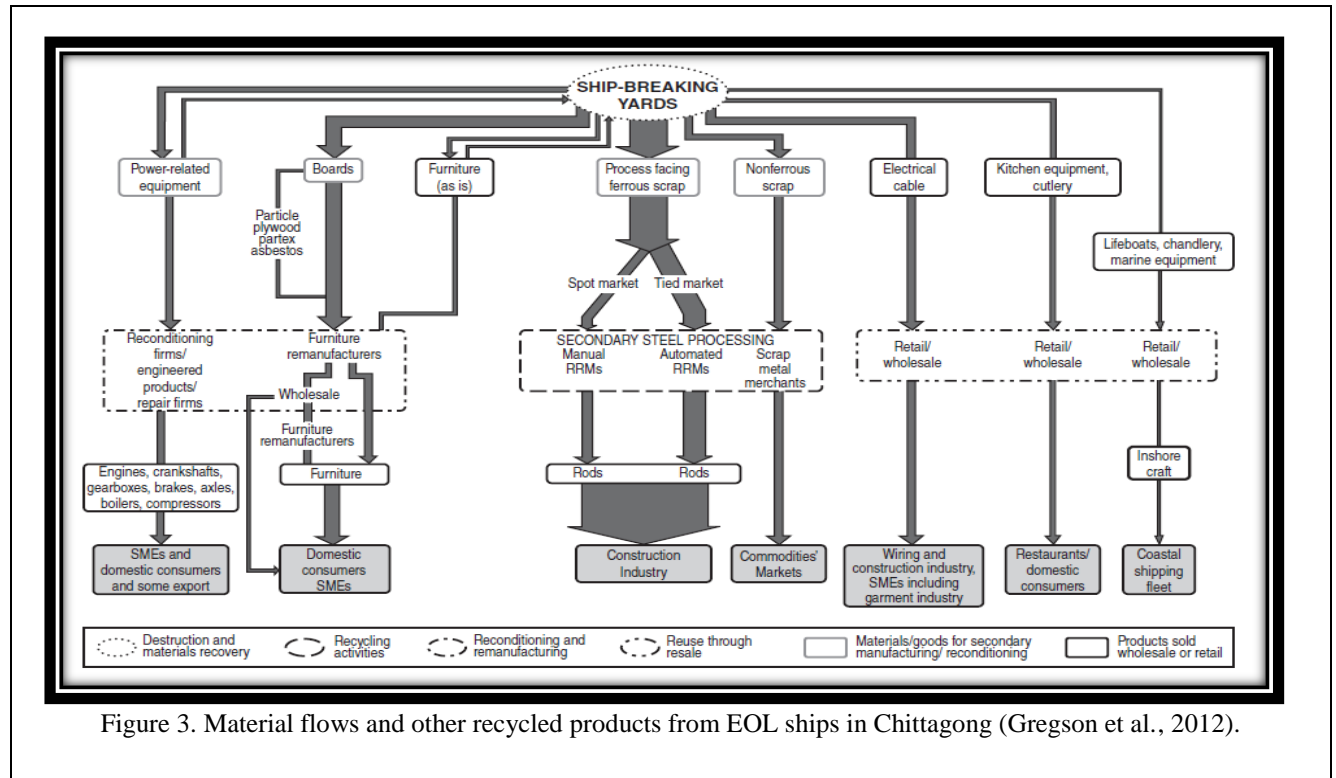 SHIP-BREAKING
YARDS
Power-related
equipment
Boards
Furniture
(as is)
Process facing
ferrous scrap
Nonferrous
scrap
Electrical
cable
Kitchen equipment,
cutlery
Particle
plywood
partex
asbestos
Lifeboats, chandlery,
marine equipment
Spot market
Tied market
Reconditioning
firms/
engineered
products/
repair firms
Furniture
remanufacturers
SECONDARY STEEL PROCESSING
Manual
RRMs
Automated
RRMs
Scrap
metal
merchants
Retail/
wholesale
Retail/
wholesale
Retail/
wholesale
Wholesale
Furniture
remanufacturers
Engines, crankshafts,
gearboxes, brakes, axles,
boilers, compressors
Furniture
Rods
Rods
Inshore
craft
SMEs and
domestic consumers
and some export
Domestic
consumers
SMEs
Construction
Industry
Commodities'
Markets
Wiring and
construction industry,
SMEs including
garment industry
Restaurants/
domestic
consumers
Coastal
shipping
fleet
Destruction and
materials recovery
Recycling
activities
Reconditioning and
remanufacturing
Reuse through
resale
Materials/goods for secondary
manufacturing/ reconditioning
Products sold
wholesale or retail
Figure 3. Material flows and other recycled products from EOL ships in Chittagong (Gregson et al., 2012).